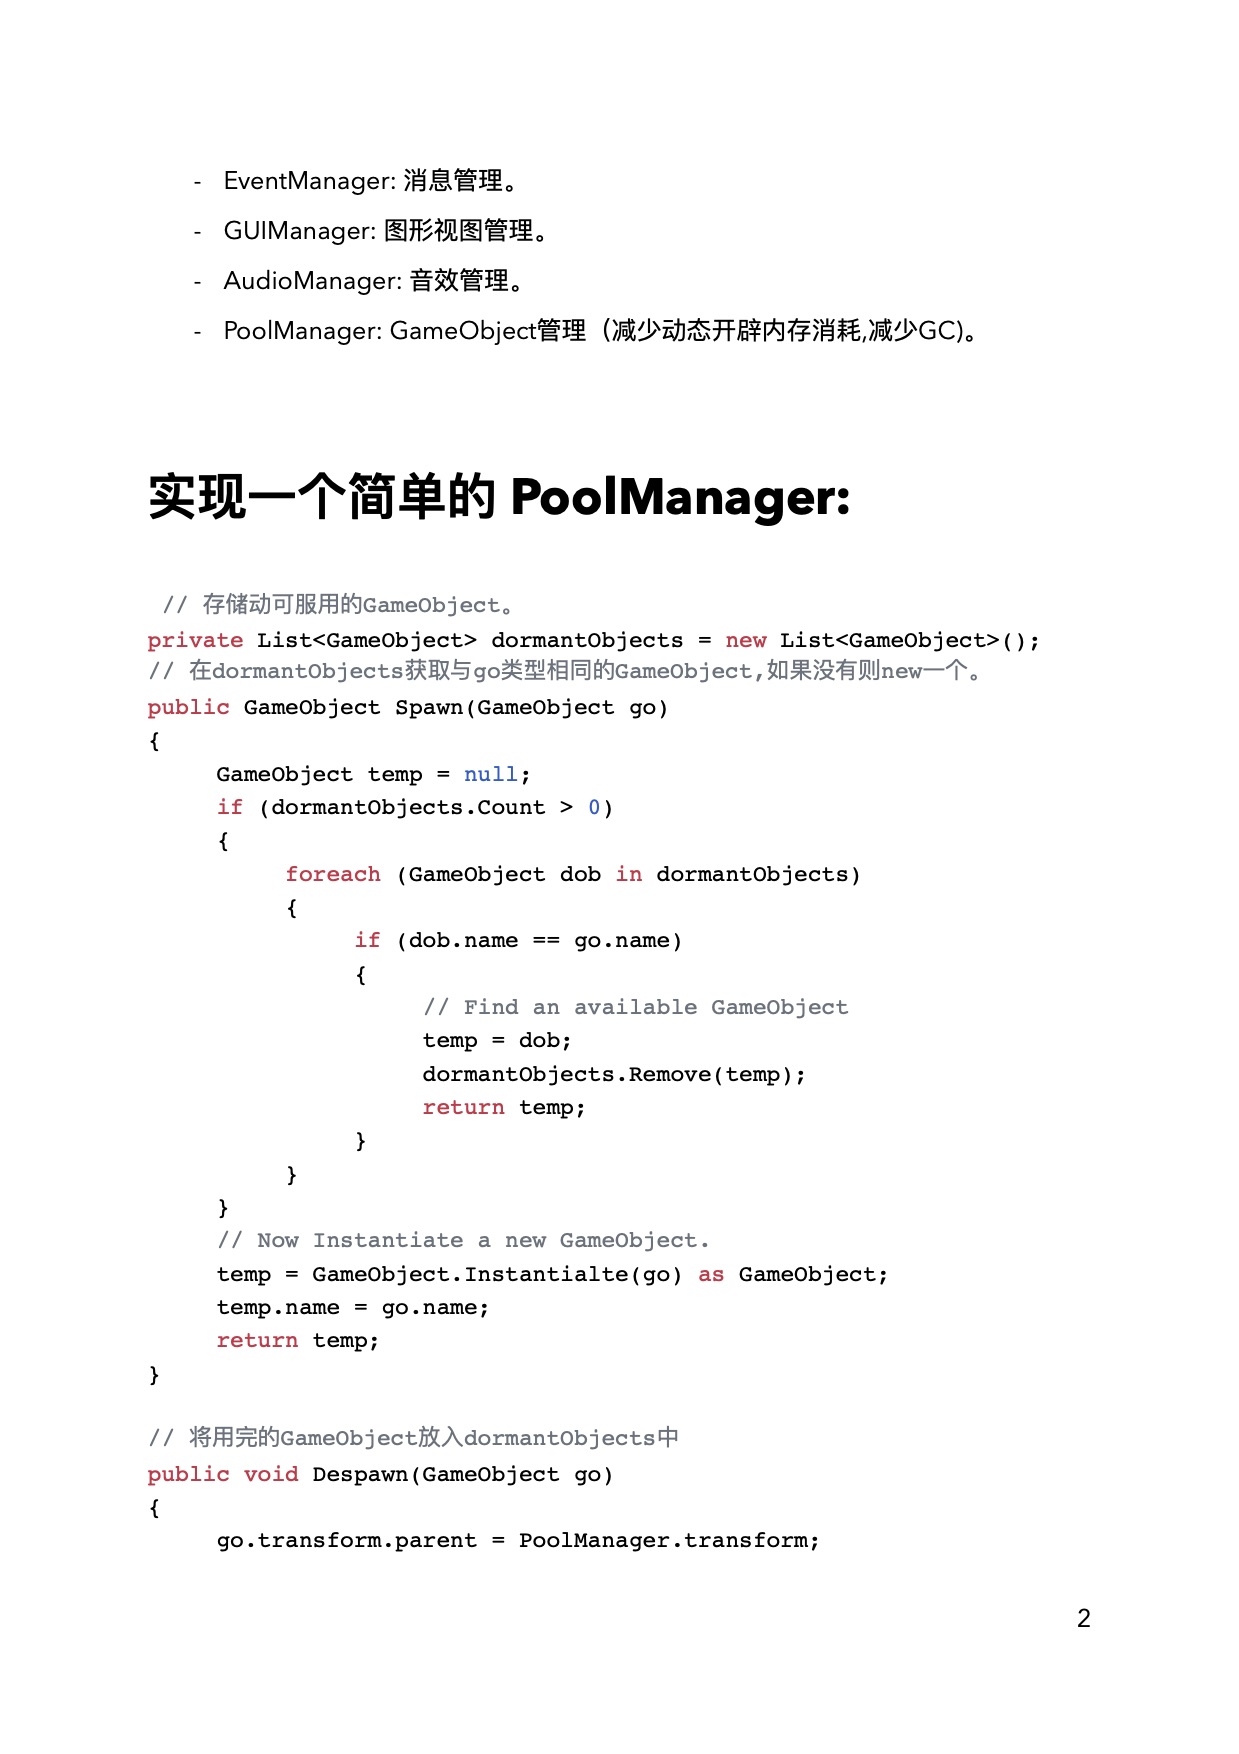 - EventManager: 消息管理。
- GUIManager: 图形视图管理。
- AudioManager: 音效管理。
- PoolManager: GameObject管理（减少动态开辟内存消耗,减少GC)。
实现一个简单的 PoolManager:
// 存储动可服用的GameObject。
private List<GameObject> dormantObjects = new List<GameObject>();
// 在dormantObjects获取与go类型相同的GameObject,如果没有则new一个。
public GameObject Spawn(GameObject go)
{
GameObject temp = null;
if (dormantObjects.Count > 0)
{
foreach (GameObject dob in dormantObjects)
{
if (dob.name == go.name)
{
// Find an available GameObject
temp = dob;
dormantObjects.Remove(temp);
return temp;
}
}
}
// Now Instantiate a new GameObject.
temp = GameObject.Instantialte(go) as GameObject;
temp.name = go.name;
return temp;
}
// 将用完的GameObject放入dormantObjects中
public void Despawn(GameObject go)
{
go.transform.parent = PoolManager.transform;
2